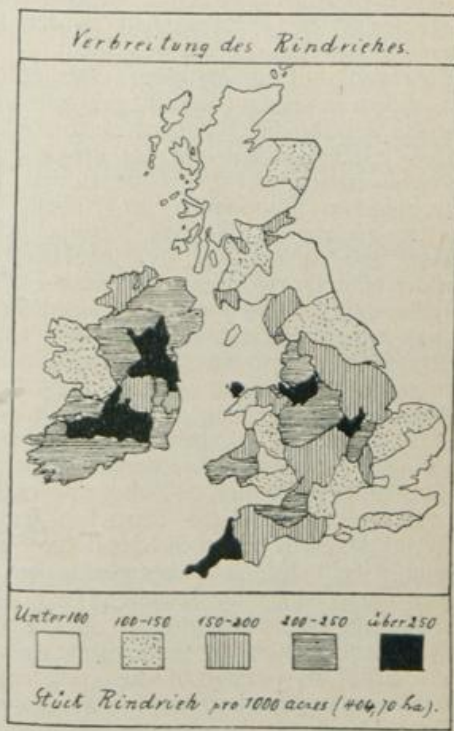 Verbreitung des Rindviehes.
Unter 100 100-150 150-200 200-250 über 250
Stück Rindvieh pro 1000 acres (404,70 ha).